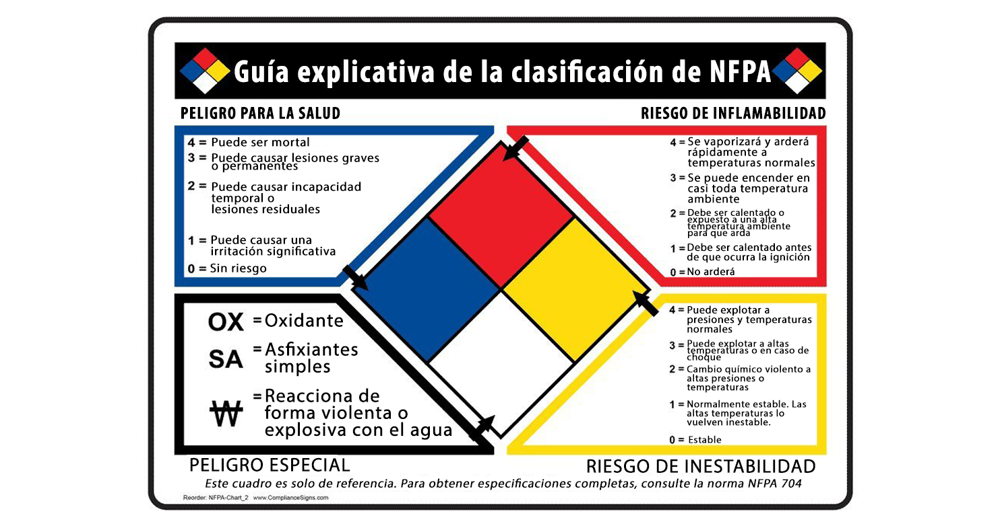 Guía explicativa de la clasificación de NFPA
PELIGRO PARA LA SALUD
4 = Puede ser mortal
3 = Puede causar lesiones graves
o permanentes
2 = Puede causar incapacidad
temporal o
lesiones residuales
1 = Puede causar una
irritación significativa
0 = Sin riesgo
RIESGO DE INFLAMABILIDAD
4 = Se vaporizará y arderá
rápidamente a
temperaturas normales
3 = Se puede encender en
casi toda temperatura
ambiente
2 = Debe ser calentado o
expuesto a una alta
temperatura ambiente
para que arda
1 = Debe ser calentado antes
de que ocurra la ignición
0 = No arderá
OX = Oxidante
SA = Asfixiantes
simples
W = Reacciona de
forma violenta o
explosiva con el agua
PELIGRO ESPECIAL
4 = Puede explotar a
presiones y temperaturas
normales
3 = Puede explotar a altas
temperaturas o en caso de
choque
2 = Cambio químico violento a
altas presiones o
temperaturas
1 = Normalmente estable. Las
altas temperaturas lo
vuelven inestable.
0 = Estable
RIESGO DE INESTABILIDAD
Este cuadro es solo de referencia. Para obtener especificaciones completas, consulte la norma NFPA 704
Reorder: NFPA-Chart_2 www.ComplianceSigns.com